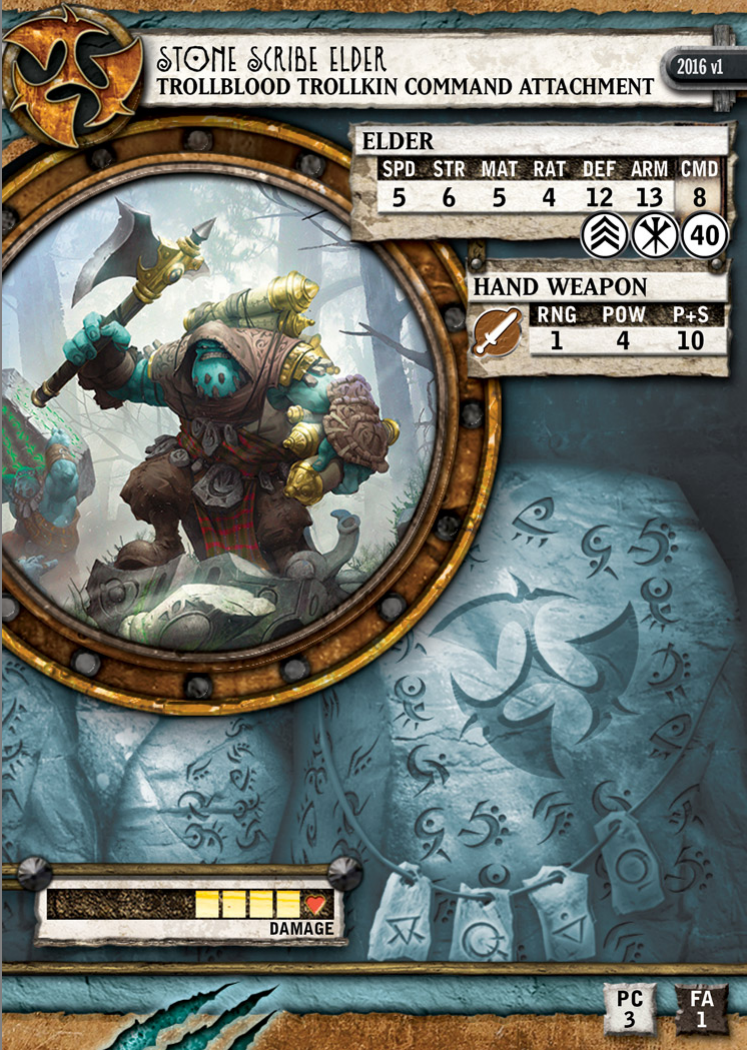 STONE SCRIBE ELDER
TROLLBLOOD TROLLKIN COMMAND ATTACHMENT
2016 v1
ELDER
SPD STR MAT RAT DEF ARM CMD
5 6 5 4 12 13 8
40
HAND WEAPON
RNG POW P+S
1 4 10
DAMAGE
PC FA
3 1